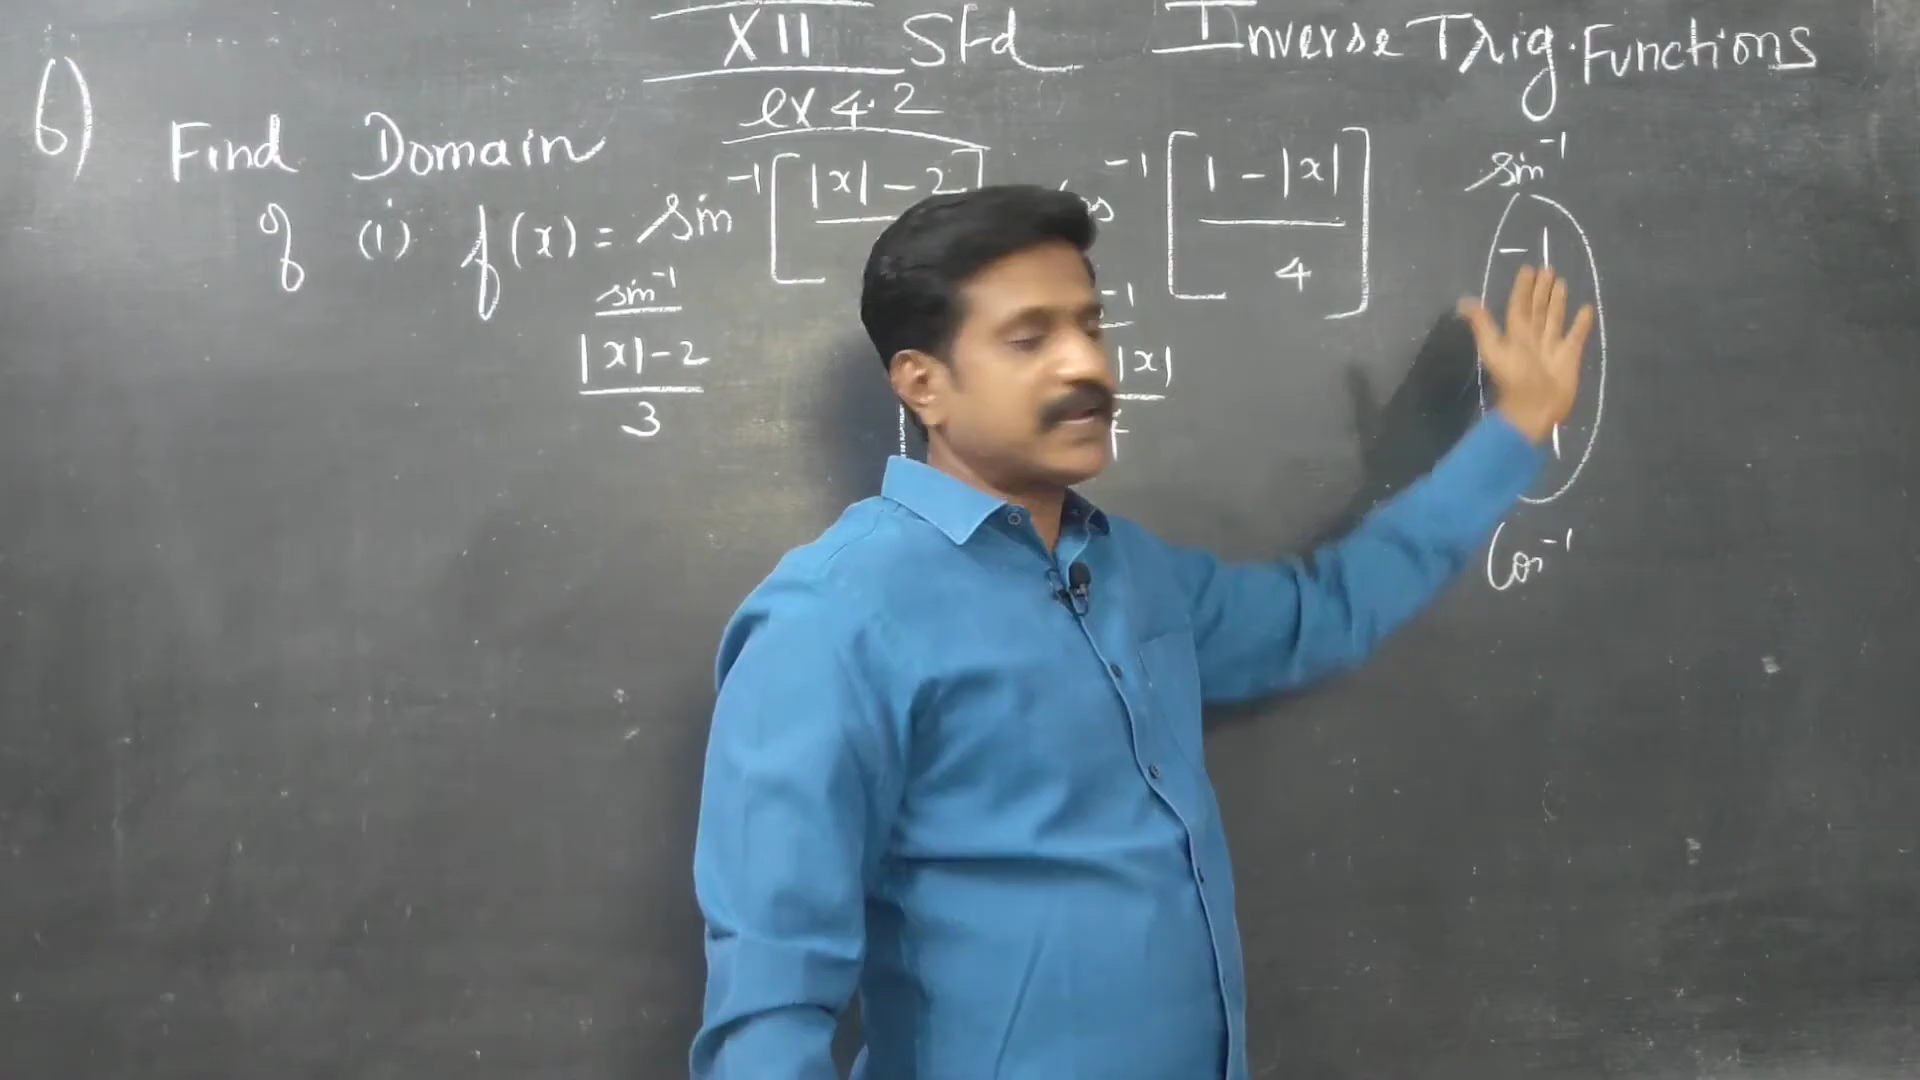 XII Std Inverse Trig. Functions
ex 4.2
6) Find Domain
of (i) f(x) = sin⁻¹ [ |x| - 2 ⁻¹ [ 1 - |x| / 4 ]
sin⁻¹
|x| - 2 / 3
-1
|x|
sin⁻¹
-1
1
Cos⁻¹